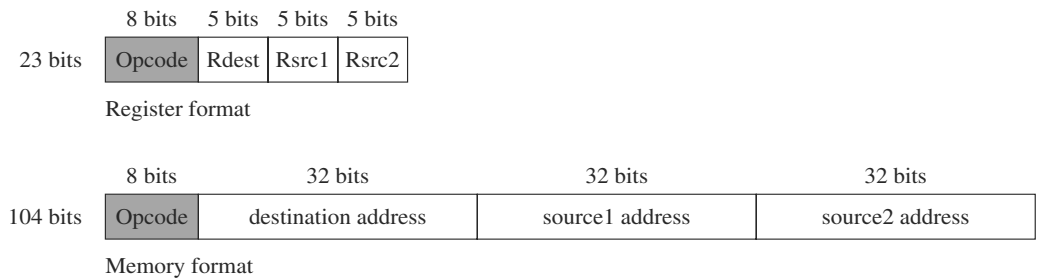 8 bits 5 bits 5 bits 5 bits
23 bits Opcode Rdest Rsrc1 Rsrc2
Register format
8 bits 32 bits 32 bits 32 bits
104 bits Opcode destination address source1 address source2 address
Memory format